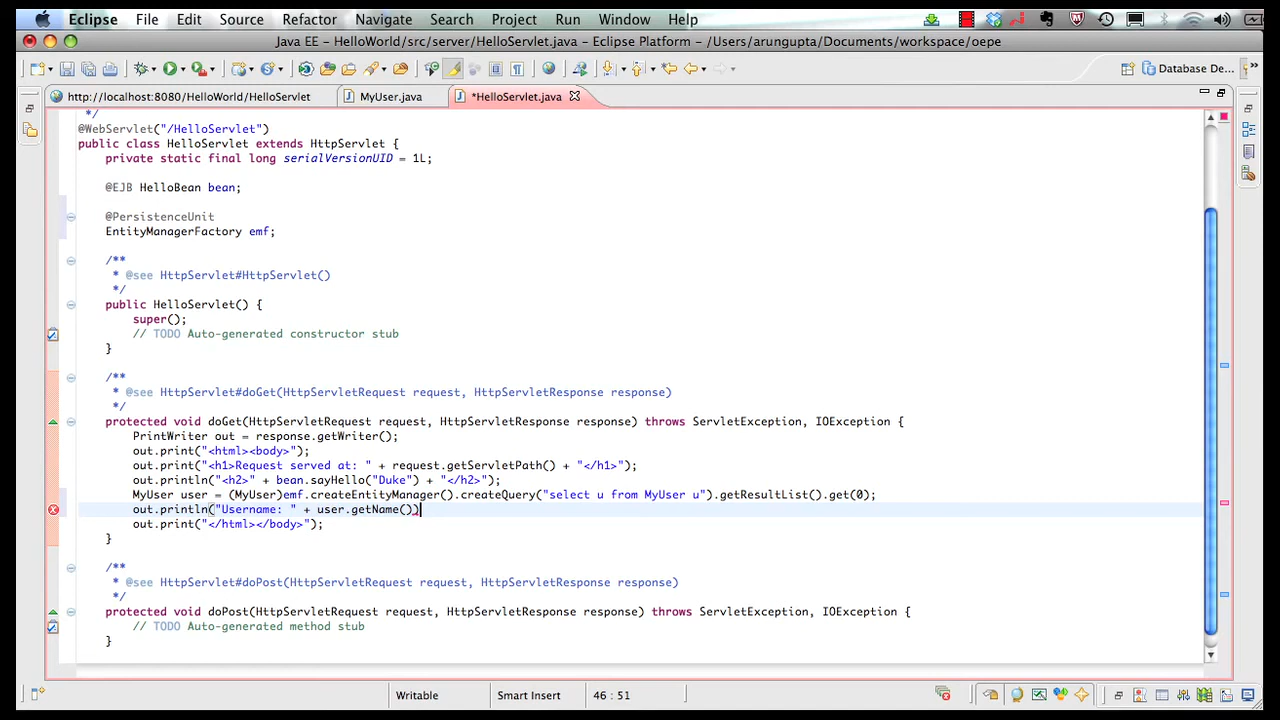 Eclipse File Edit Source Refactor Navigate Search Project Run Window Help
Java EE - HelloWorld/src/server/HelloServlet.java - Eclipse Platform - /Users/arungupta/Documents/workspace/oepe
Database De...
http://localhost:8080/HelloWorld/HelloServlet MyUser.java *HelloServlet.java
*/
@WebServlet("/HelloServlet")
public class HelloServlet extends HttpServlet {
private static final long serialVersionUID = 1L;
@EJB HelloBean bean;
@PersistenceUnit
EntityManagerFactory emf;
/**
* @see HttpServlet#HttpServlet()
*/
public HelloServlet() {
super();
// TODO Auto-generated constructor stub
}
/**
* @see HttpServlet#doGet(HttpServletRequest request, HttpServletResponse response)
*/
protected void doGet(HttpServletRequest request, HttpServletResponse response) throws ServletException, IOException {
PrintWriter out = response.getWriter();
out.print("<html><body>");
out.print("<h1>Request served at: " + request.getServletPath() + "</h1>");
out.println("<h2>" + bean.sayHello("Duke") + "</h2>");
MyUser user = (MyUser)emf.createEntityManager().createQuery("select u from MyUser u").getResultList().get(0);
out.println("Username: " + user.getName())
out.print("</html></body>");
}
/**
* @see HttpServlet#doPost(HttpServletRequest request, HttpServletResponse response)
*/
protected void doPost(HttpServletRequest request, HttpServletResponse response) throws ServletException, IOException {
// TODO Auto-generated method stub
}
Writable Smart Insert 46 : 51